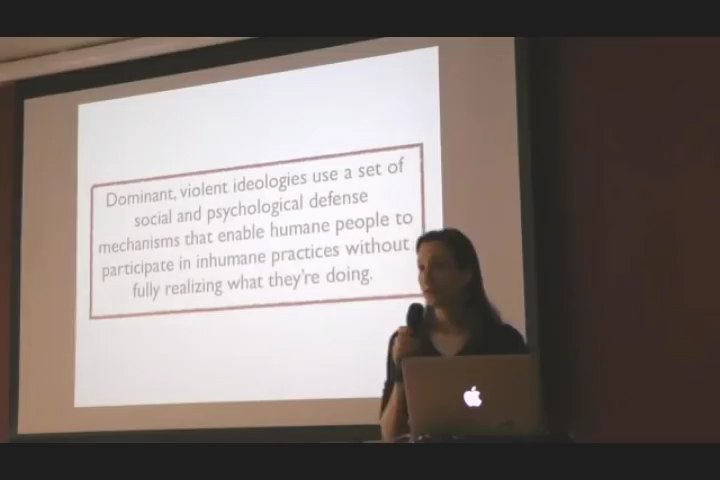 Dominant, violent ideologies use a set of
social and psychological defense
mechanisms that enable humane people to
participate in inhumane practices without
fully realizing what they're doing.